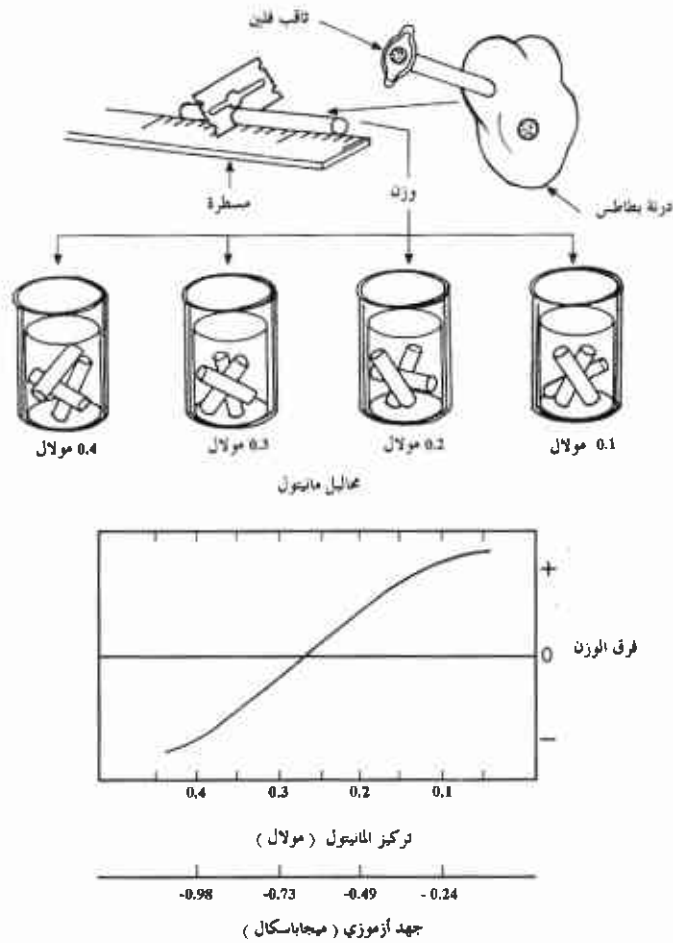 ثاقب فلين
وزن
مسطرة
درنة بطاطس
0.1 مولال
0.2 مولال
0.3 مولال
0.4 مولال
محاليل مانيتول
+
0
فرق الوزن
−
0.4 0.3 0.2 0.1
تركيز المانيتول ( مولال )
-0.98 -0.73 -0.49 - 0.24
جهد أزموزي ( ميجاباسكال )